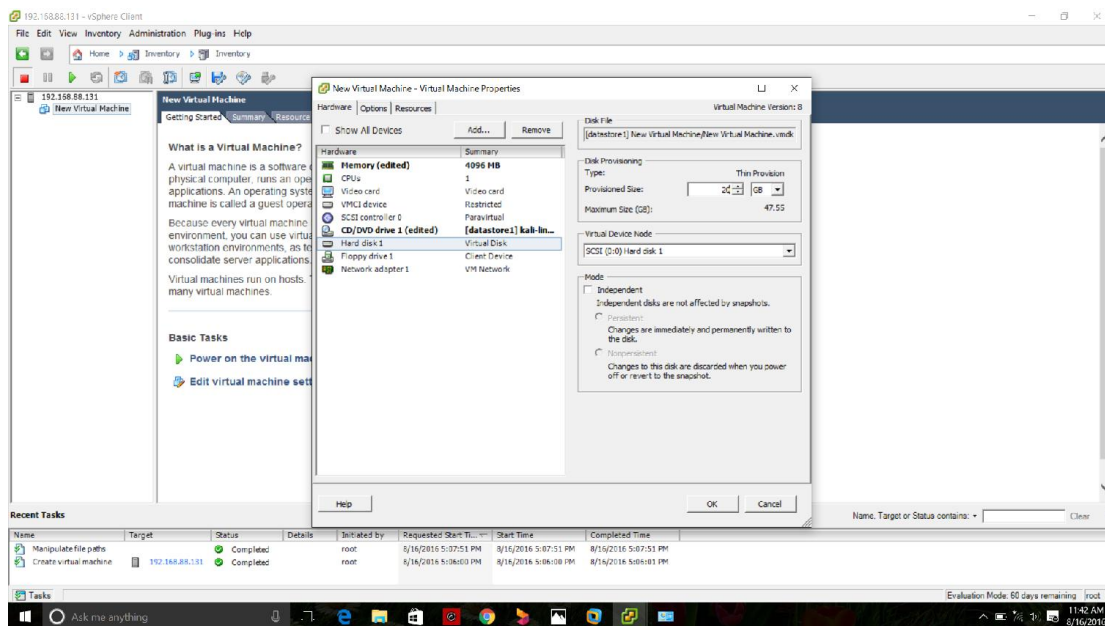 192.168.88.131 - vSphere Client
File Edit View Inventory Administration Plug-ins Help
Home Inventory Inventory
192.168.88.131
New Virtual Machine
New Virtual Machine
Getting Started Summary Resource
What is a Virtual Machine?
A virtual machine is a software
physical computer, runs an ope
applications. An operating syste
machine is called a guest opera
Because every virtual machine
environment, you can use virtua
workstation environments, as te
consolidate server applications.
Virtual machines run on hosts.
many virtual machines.
Basic Tasks
Power on the virtual ma
Edit virtual machine sett
New Virtual Machine - Virtual Machine Properties
Hardware Options Resources
Virtual Machine Version: 8
Show All Devices
Add...
Remove
Hardware Summary
Memory (edited) 4096 MB
CPUs 1
Video card Video card
VMCI device Restricted
SCSI controller 0 Paravirtual
CD/DVD drive 1 (edited) [datastore1] kali-lin...
Hard disk 1 Virtual Disk
Floppy drive 1 Client Device
Network adapter 1 VM Network
Disk File
[datastore1] New Virtual Machine/New Virtual Machine.vmdk
Disk Provisioning
Type: Thin Provision
Provisioned Size: GB
Maximum Size (GB): 47.55
Virtual Device Node
SCSI (0:0) Hard disk 1
Mode
Independent
Independent disks are not affected by snapshots.
Persistent
Changes are immediately and permanently written to
the disk.
Nonpersistent
Changes to this disk are discarded when you power
off or revert to the snapshot.
Help
OK
Cancel
Recent Tasks
Name, Target or Status contains:
Clear
Name Target Status Details Initiated by Requested Start Ti... Start Time Completed Time
Manipulate file paths Completed root 8/16/2016 5:07:51 PM 8/16/2016 5:07:51 PM 8/16/2016 5:07:51 PM
Create virtual machine 192.168.88.131 Completed root 8/16/2016 5:06:00 PM 8/16/2016 5:06:00 PM 8/16/2016 5:06:01 PM
Tasks
Evaluation Mode: 60 days remaining root
Ask me anything
11:42 AM
8/16/2016